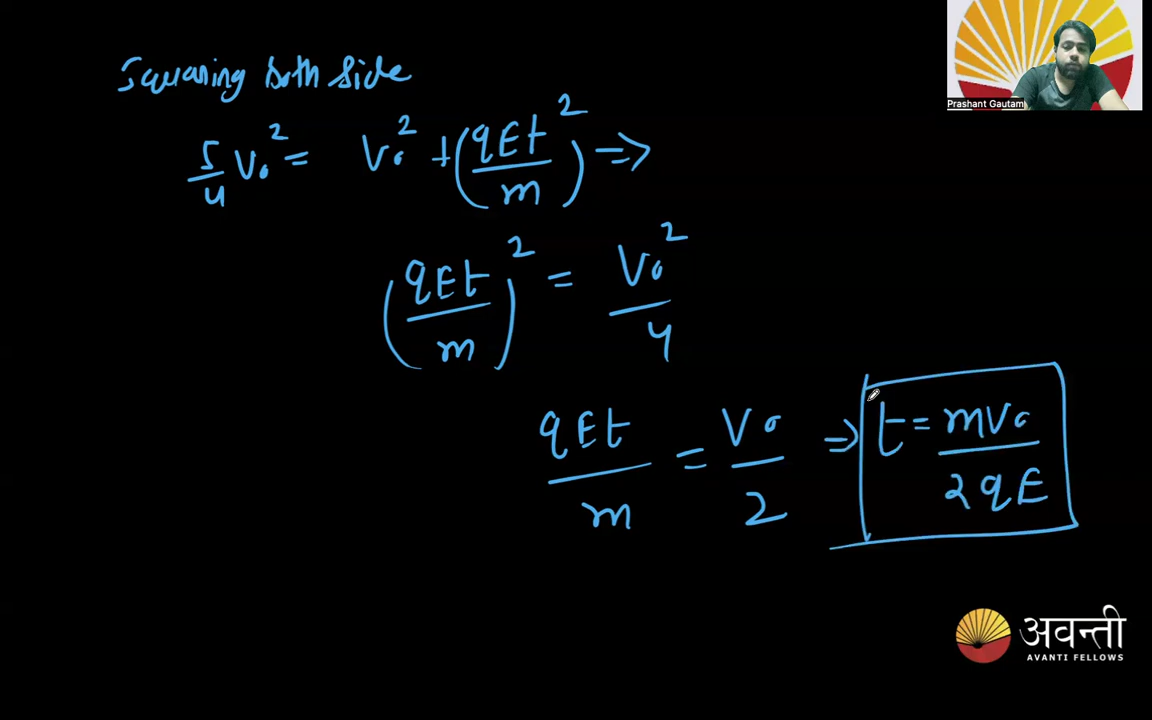 Prashant Gautam
Squaring both side
5/4 V₀² = V₀² + (qEt/m)² ⇒
(qEt/m)² = V₀²/4
qEt/m = V₀/2 ⇒ t = mV₀/2qE
अवन्ती
AVANTI FELLOWS